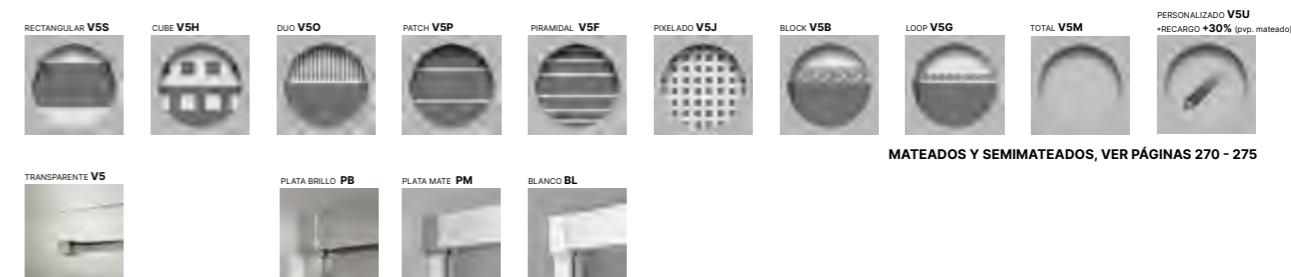 RECTANGULAR V5S
CUBE V5H
DUO V5O
PATCH V5P
PIRAMIDAL V5F
PIXELADO V5J
BLOCK V5B
LOOP V5G
TOTAL V5M
PERSONALIZADO V5U
*RECARGO +30% (pvp. mateado)
MATEADOS Y SEMIMATEADOS, VER PÁGINAS 270 - 275
TRANSPARENTE V5
PLATA BRILLO PB
PLATA MATE PM
BLANCO BL